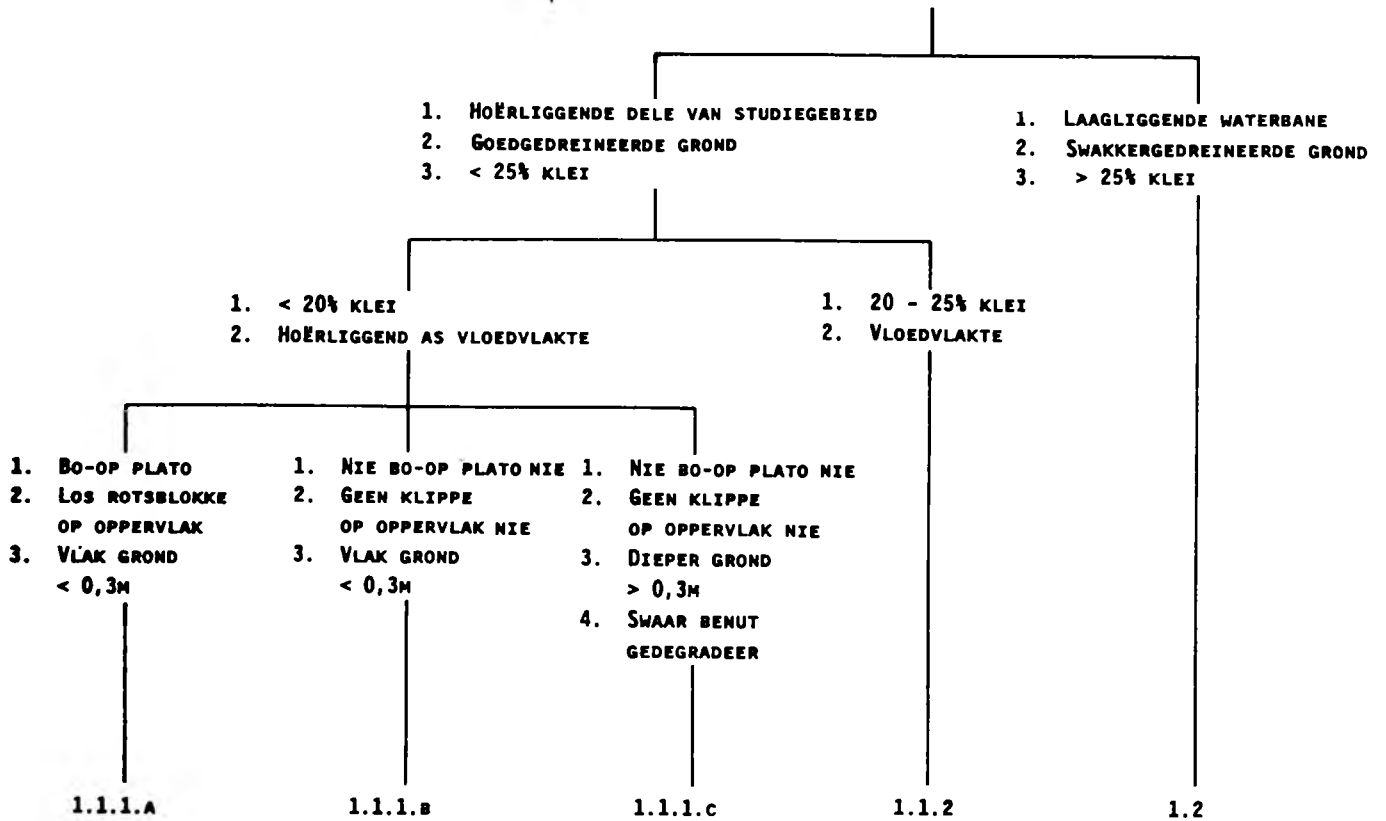 1. HOËRLIGGENDE DELE VAN STUDIEGEBIED
2. GOEDGEDREINEERDE GROND
3. < 25% KLEI
1. LAAGLIGGENDE WATERBANE
2. SWAKKERGEDREINEERDE GROND
3. > 25% KLEI
1. < 20% KLEI
2. HOËRLIGGEND AS VLOEDVLAKTE
1. 20 - 25% KLEI
2. VLOEDVLAKTE
1. BO-OP PLATO
2. LOS ROTSBLOKKE
OP OPPERVLAK
3. VLAK GROND
< 0,3M
1. NIE BO-OP PLATO NIE
2. GEEN KLIPPE
OP OPPERVLAK NIE
3. VLAK GROND
< 0,3M
1. NIE BO-OP PLATO NIE
2. GEEN KLIPPE
OP OPPERVLAK NIE
3. DIEPER GROND
> 0,3M
4. SWAAR BENUT
GEDEGRADEER
1.1.1.A
1.1.1.B
1.1.1.C
1.1.2
1.2